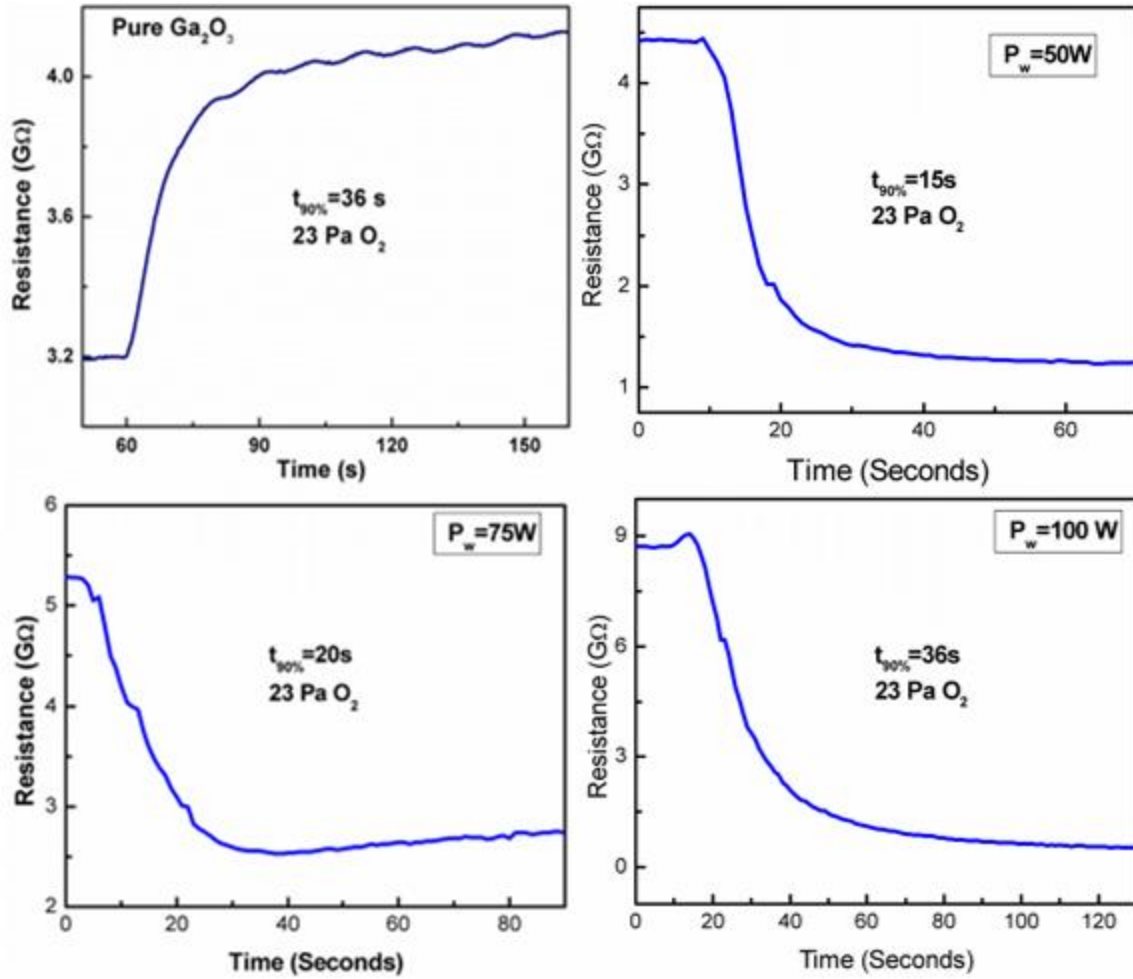 Pure Ga₂O₃
t₉₀%=36 s
23 Pa O₂
Resistance (GΩ)
4.0
3.6
3.2
60 90 120 150
Time (s)
P_w=50W
t₉₀%=15s
23 Pa O₂
Resistance (GΩ)
4
3
2
1
0 20 40 60
Time (Seconds)
P_w=75W
t₉₀%=20s
23 Pa O₂
Resistance (GΩ)
6
5
4
3
2
0 20 40 60 80
Time (Seconds)
P_w=100 W
t₉₀%=36s
23 Pa O₂
Resistance (GΩ)
9
6
3
0
0 20 40 60 80 100 120
Time (Seconds)